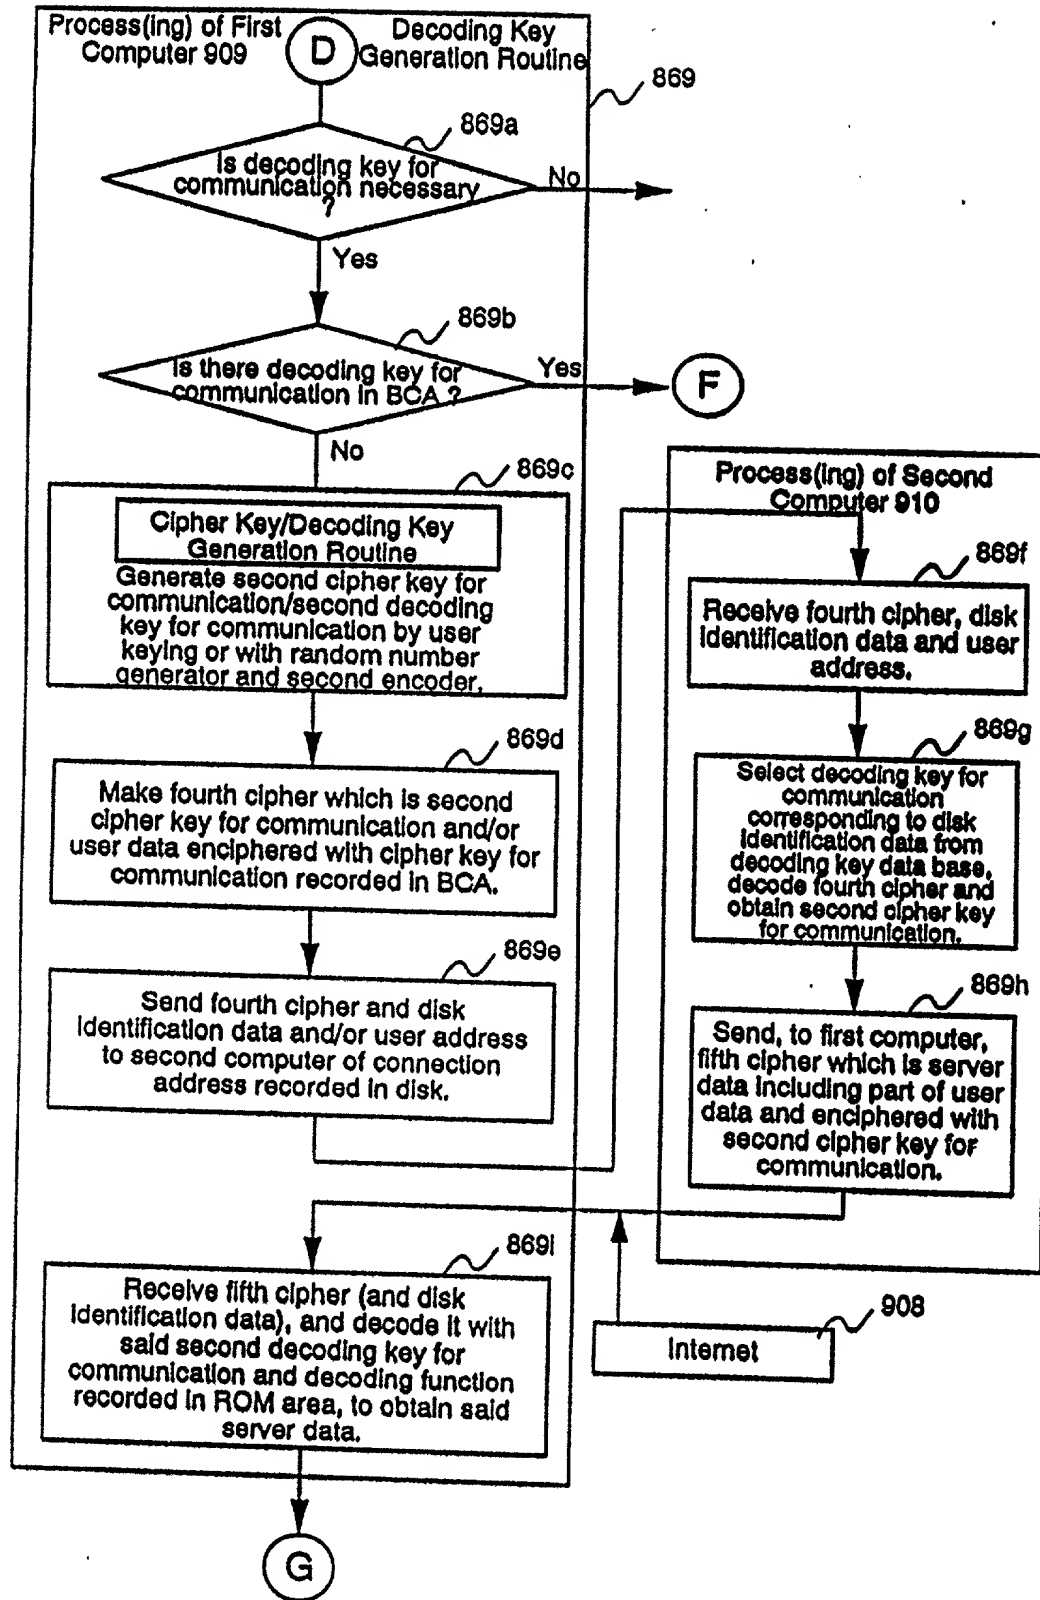 Process(ing) of First
Computer 909
D
Decoding Key
Generation Routine
869
869a
Is decoding key for
communication necessary
?
No
Yes
869b
Is there decoding key for
communication in BCA ?
Yes
F
No
869c
Cipher Key/Decoding Key
Generation Routine
Generate second cipher key for
communication/second decoding
key for communication by user
keying or with random number
generator and second encoder.
869d
Make fourth cipher which is second
cipher key for communication and/or
user data enciphered with cipher key for
communication recorded in BCA.
869e
Send fourth cipher and disk
identification data and/or user address
to second computer of connection
address recorded in disk.
Process(ing) of Second
Computer 910
869f
Receive fourth cipher, disk
identification data and user
address.
869g
Select decoding key for
communication
corresponding to disk
identification data from
decoding key data base,
decode fourth cipher and
obtain second cipher key
for communication.
869h
Send, to first computer,
fifth cipher which is server
data including part of user
data and enciphered with
second cipher key for
communication.
869i
Receive fifth cipher (and disk
identification data), and decode it with
said second decoding key for
communication and decoding function
recorded in ROM area, to obtain said
server data.
908
Internet
G